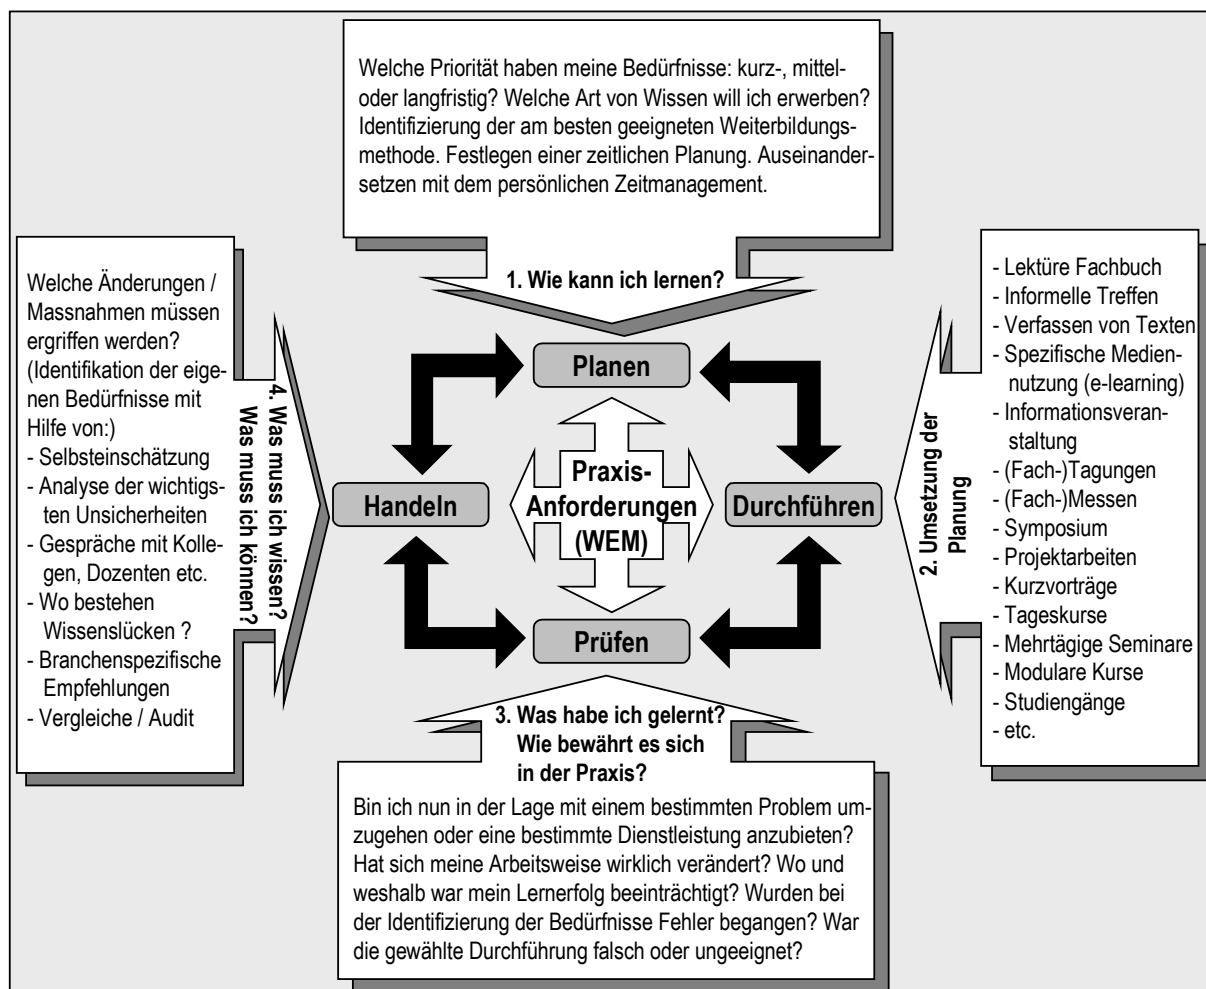 Welche Priorität haben meine Bedürfnisse: kurz-, mittel-
oder langfristig? Welche Art von Wissen will ich erwerben?
Identifizierung der am besten geeigneten Weiterbildungs-
methode. Festlegen einer zeitlichen Planung. Auseinander-
setzen mit dem persönlichen Zeitmanagement.
1. Wie kann ich lernen?
Welche Änderungen /
Massnahmen müssen
ergriffen werden?
(Identifikation der eige-
nen Bedürfnisse mit
Hilfe von:)
- Selbsteinschätzung
- Analyse der wichtigs-
ten Unsicherheiten
- Gespräche mit Kolle-
gen, Dozenten etc.
- Wo bestehen
Wissenslücken ?
- Branchenspezifische
Empfehlungen
- Vergleiche / Audit
4. Was muss ich wissen?
Was muss ich können?
Planen
Handeln
Praxis-
Anforderungen
(WEM)
Durchführen
Prüfen
2. Umsetzung der
Planung
- Lektüre Fachbuch
- Informelle Treffen
- Verfassen von Texten
- Spezifische Medien-
nutzung (e-learning)
- Informationsveran-
staltung
- (Fach-)Tagungen
- (Fach-)Messen
- Symposium
- Projektarbeiten
- Kurzvorträge
- Tageskurse
- Mehrtägige Seminare
- Modulare Kurse
- Studiengänge
- etc.
3. Was habe ich gelernt?
Wie bewährt es sich
in der Praxis?
Bin ich nun in der Lage mit einem bestimmten Problem um-
zugehen oder eine bestimmte Dienstleistung anzubieten?
Hat sich meine Arbeitsweise wirklich verändert? Wo und
weshalb war mein Lernerfolg beeinträchtigt? Wurden bei
der Identifizierung der Bedürfnisse Fehler begangen? War
die gewählte Durchführung falsch oder ungeeignet?